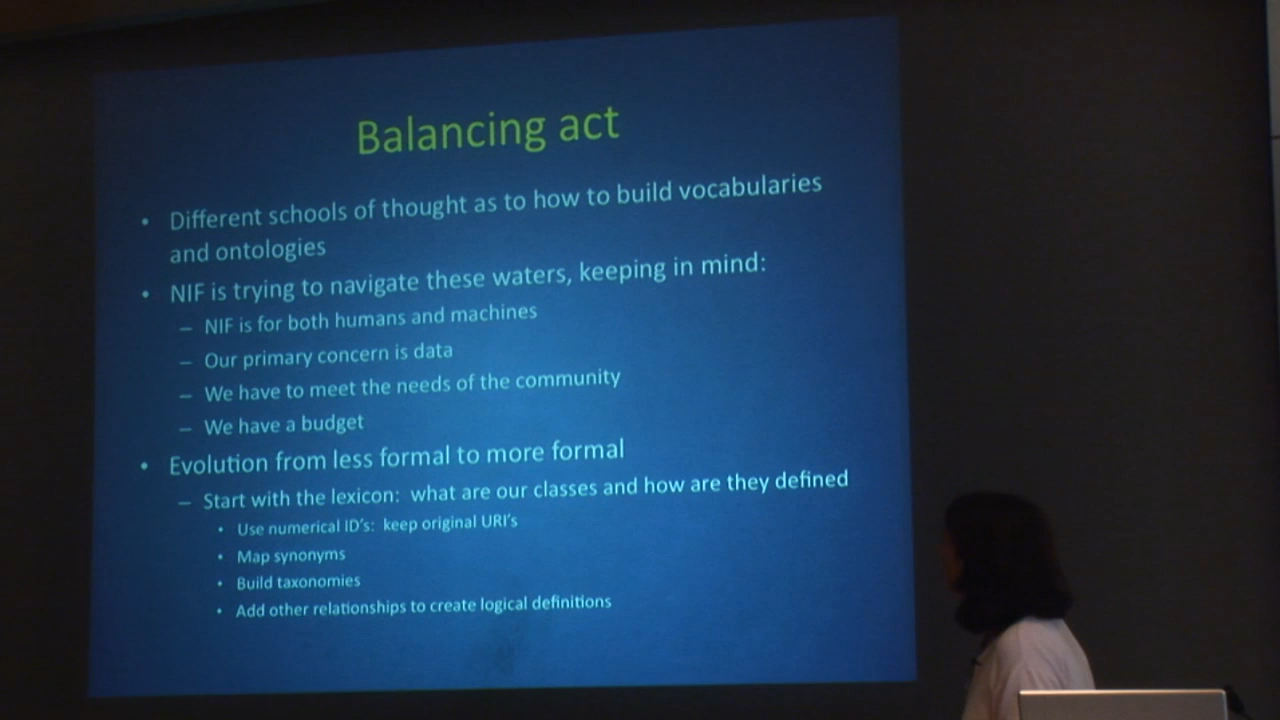 Balancing act
• Different schools of thought as to how to build vocabularies
and ontologies
• NIF is trying to navigate these waters, keeping in mind:
– NIF is for both humans and machines
– Our primary concern is data
– We have to meet the needs of the community
– We have a budget
• Evolution from less formal to more formal
– Start with the lexicon: what are our classes and how are they defined
• Use numerical ID's: keep original URI's
• Map synonyms
• Build taxonomies
• Add other relationships to create logical definitions